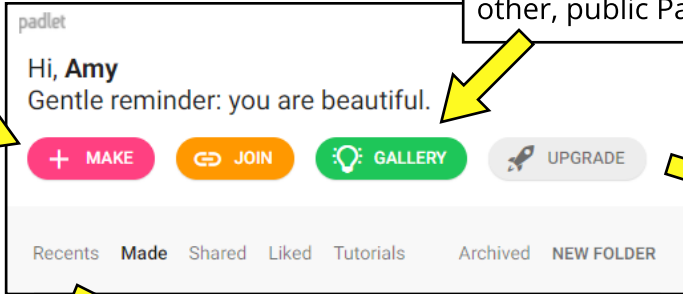 other, public Pa
padlet
Hi, Amy
Gentle reminder: you are beautiful.
+ MAKE JOIN GALLERY UPGRADE
Recents Made Shared Liked Tutorials Archived NEW FOLDER